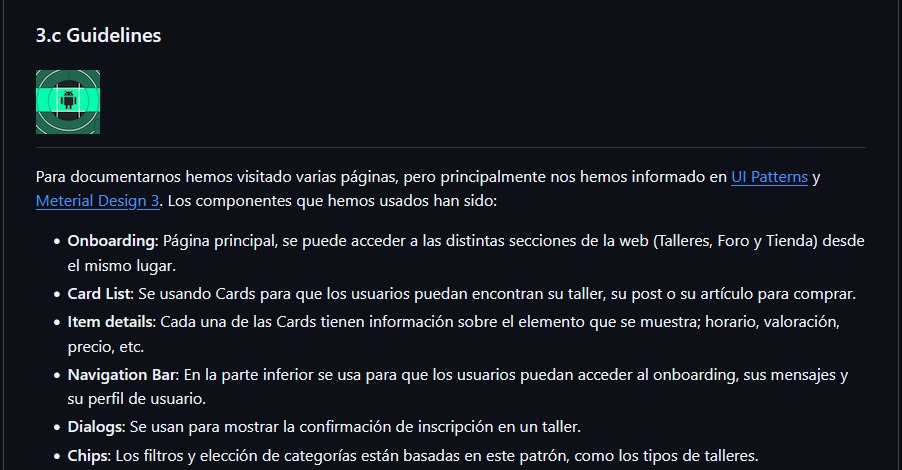 3.c Guidelines
Para documentarnos hemos visitado varias páginas, pero principalmente nos hemos informado en UI Patterns y
Meterial Design 3. Los componentes que hemos usados han sido:
• Onboarding: Página principal, se puede acceder a las distintas secciones de la web (Talleres, Foro y Tienda) desde
el mismo lugar.
• Card List: Se usando Cards para que los usuarios puedan encontran su taller, su post o su artículo para comprar.
• Item details: Cada una de las Cards tienen información sobre el elemento que se muestra; horario, valoración,
precio, etc.
• Navigation Bar: En la parte inferior se usa para que los usuarios puedan acceder al onboarding, sus mensajes y
su perfil de usuario.
• Dialogs: Se usan para mostrar la confirmación de inscripción en un taller.
• Chips: Los filtros y elección de categorías están basadas en este patrón, como los tipos de talleres.